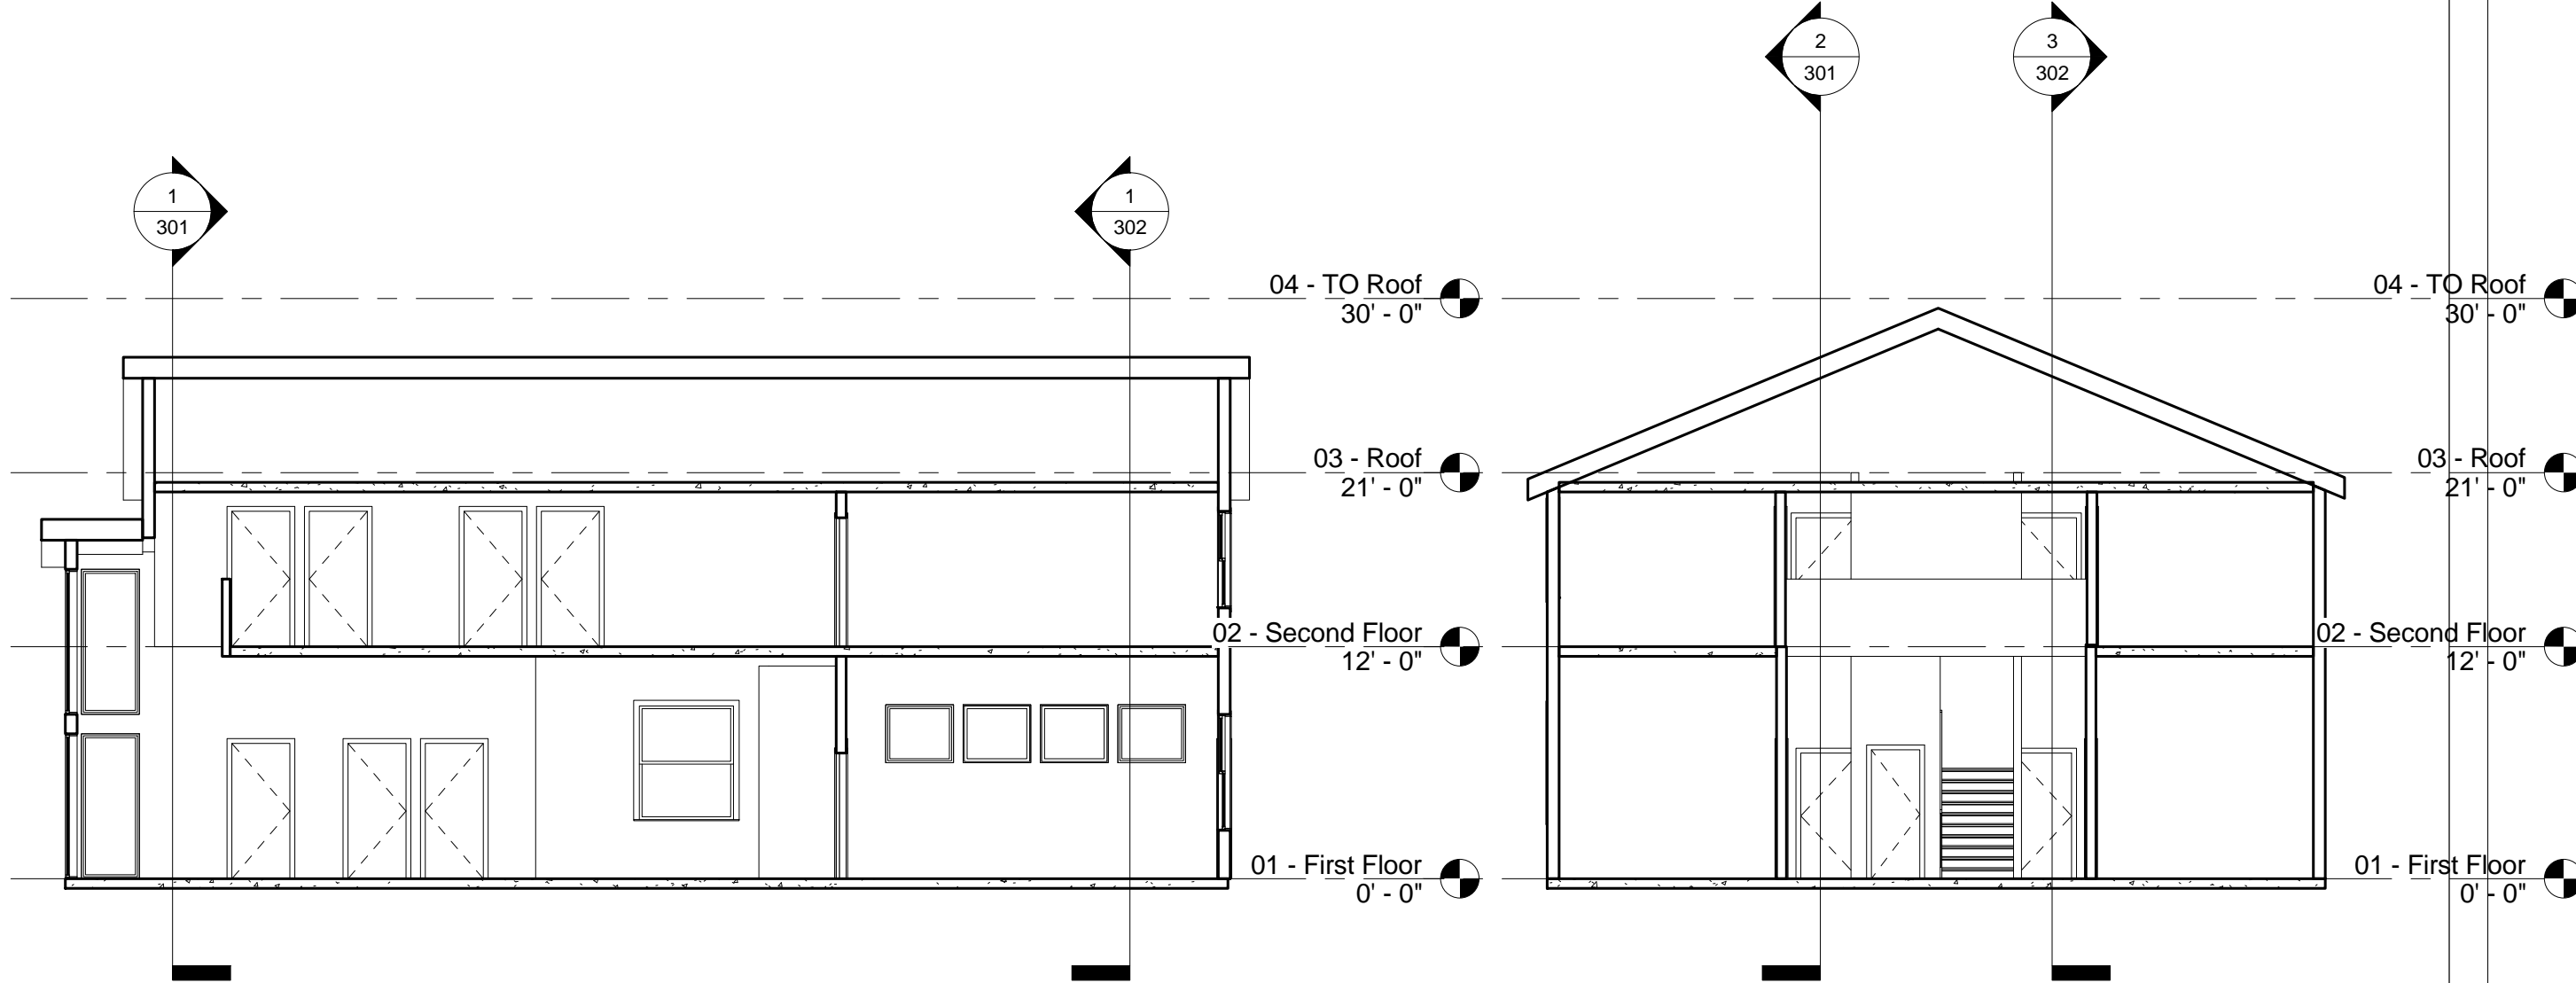 2
301
3
302
1
301
1
302
04 - TO Roof
30' - 0"
04 - TO Roof
30' - 0"
03 - Roof
21' - 0"
03 - Roof
21' - 0"
02 - Second Floor
12' - 0"
02 - Second Floor
12' - 0"
01 - First Floor
0' - 0"
01 - First Floor
0' - 0"